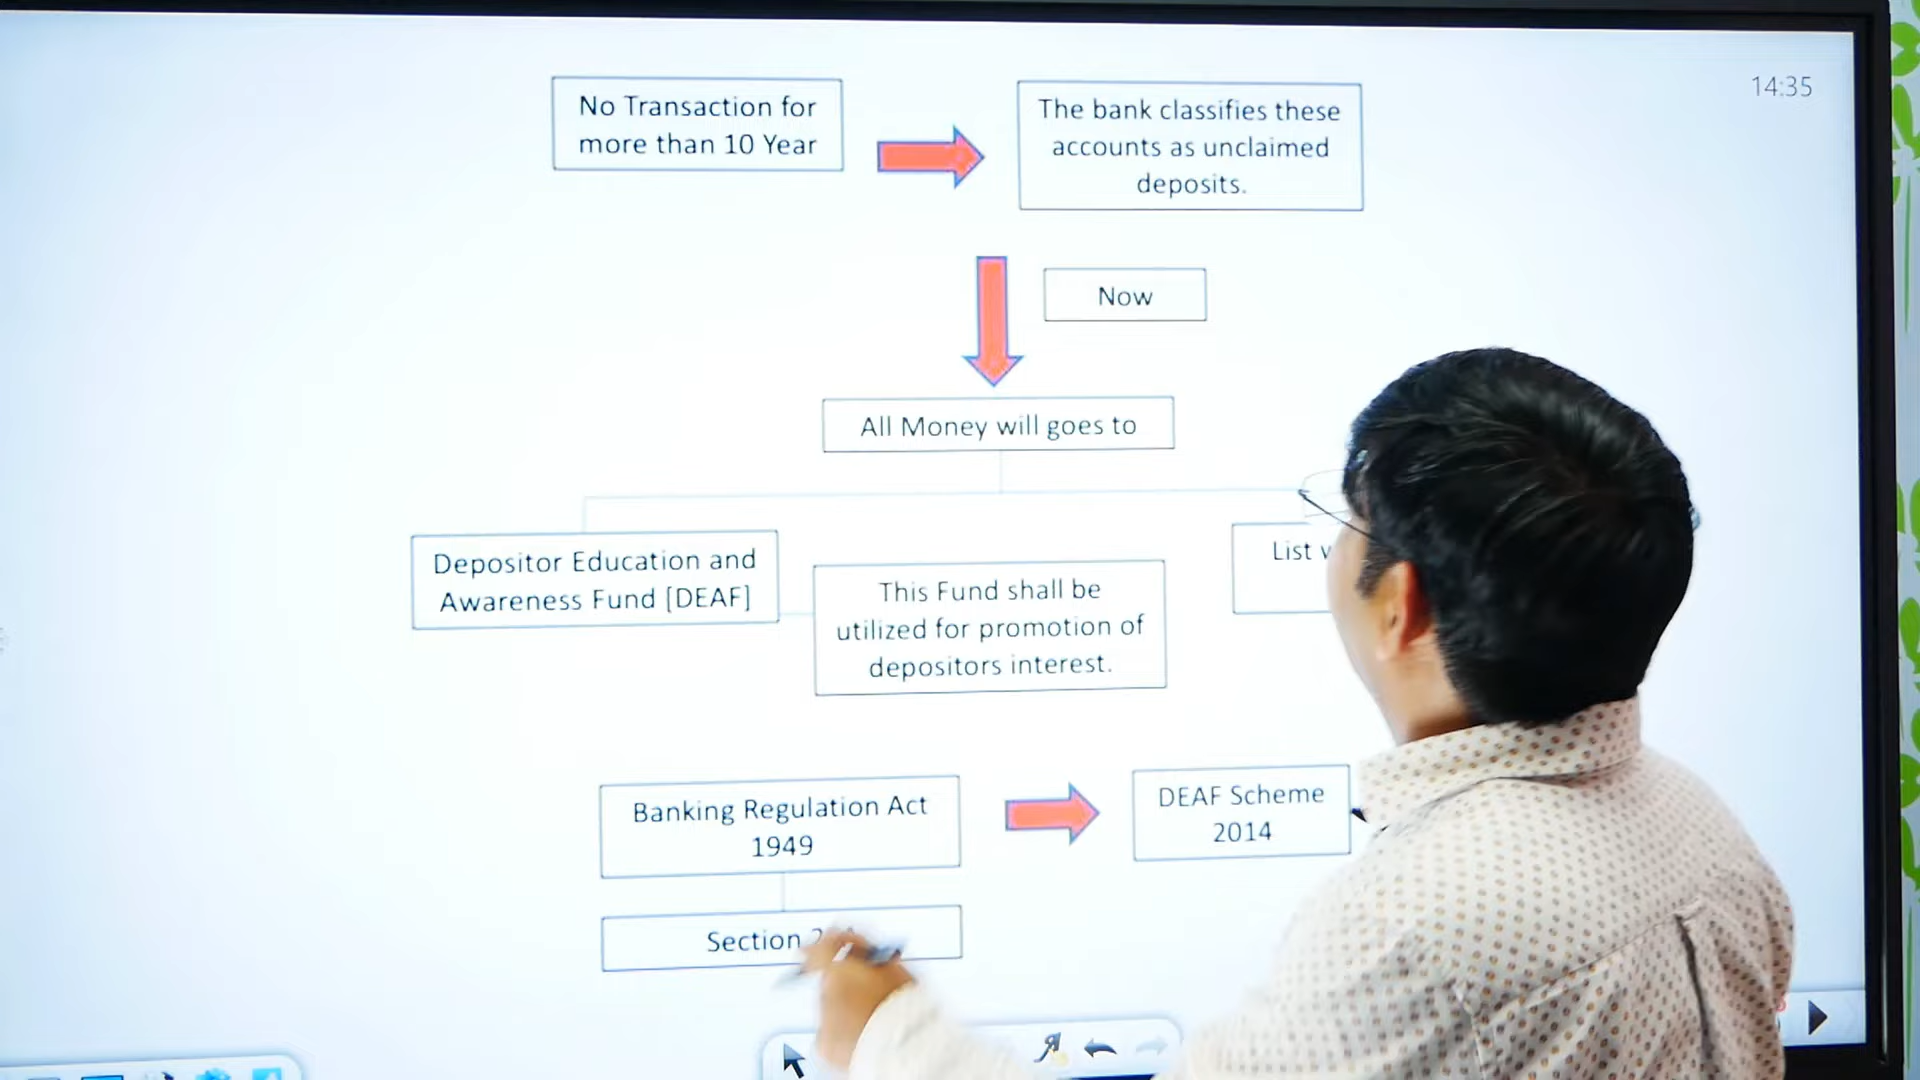 14:35
No Transaction for
more than 10 Year
The bank classifies these
accounts as unclaimed
deposits.
Now
All Money will goes to
Depositor Education and
Awareness Fund [DEAF]
This Fund shall be
utilized for promotion of
depositors interest.
List
Banking Regulation Act
1949
DEAF Scheme
2014
Section